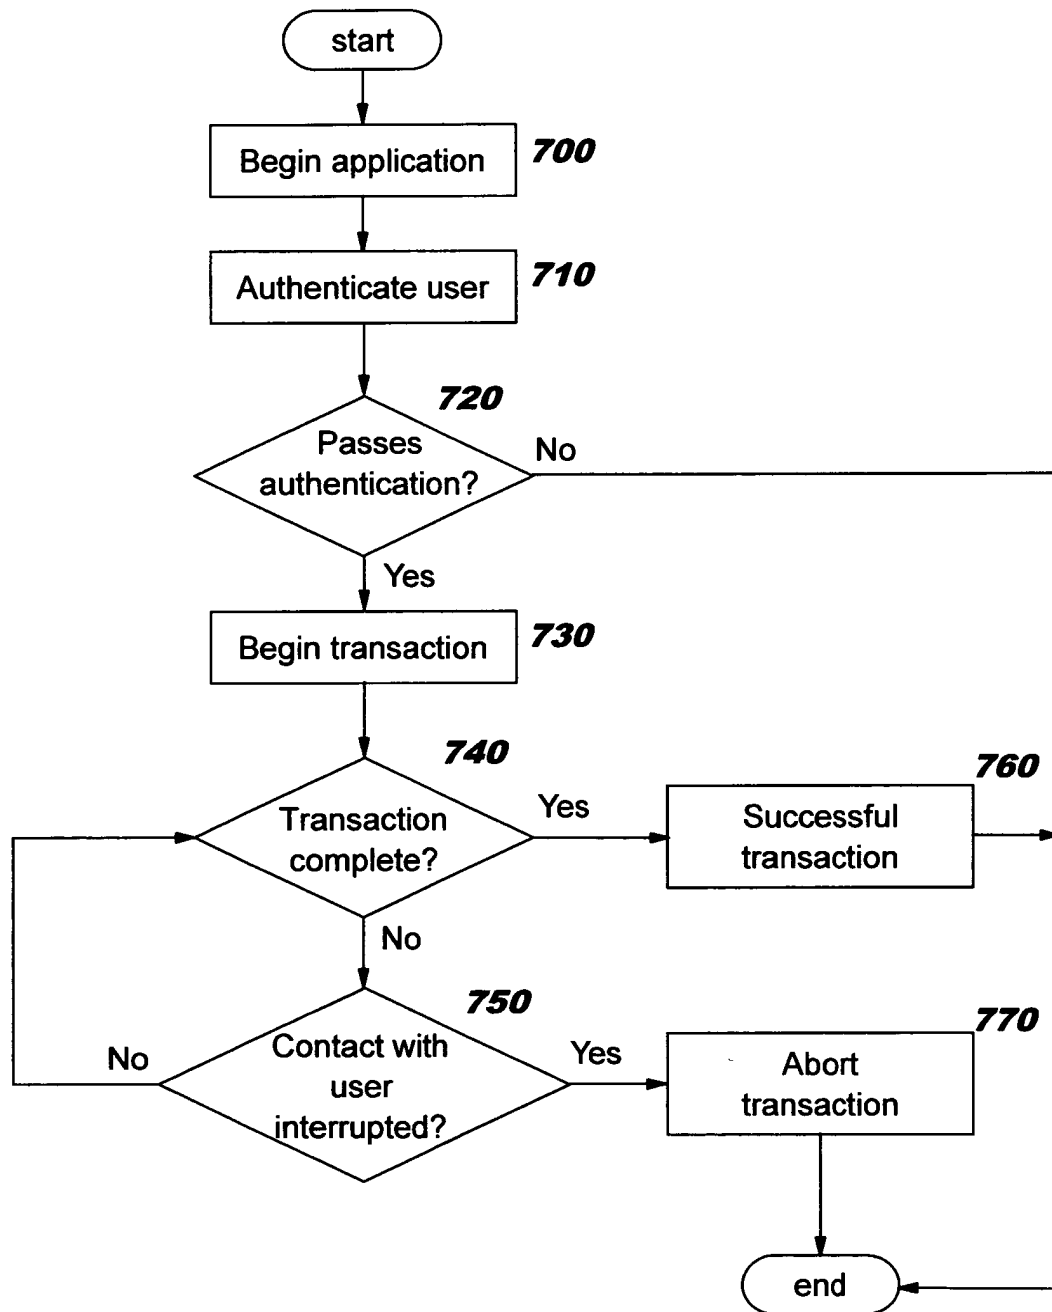 start
Begin application
700
Authenticate user
710
720
Passes
authentication?
No
Yes
Begin transaction
730
740
Transaction
complete?
Yes
760
Successful
transaction
No
750
Contact with
user
interrupted?
No
Yes
770
Abort
transaction
end